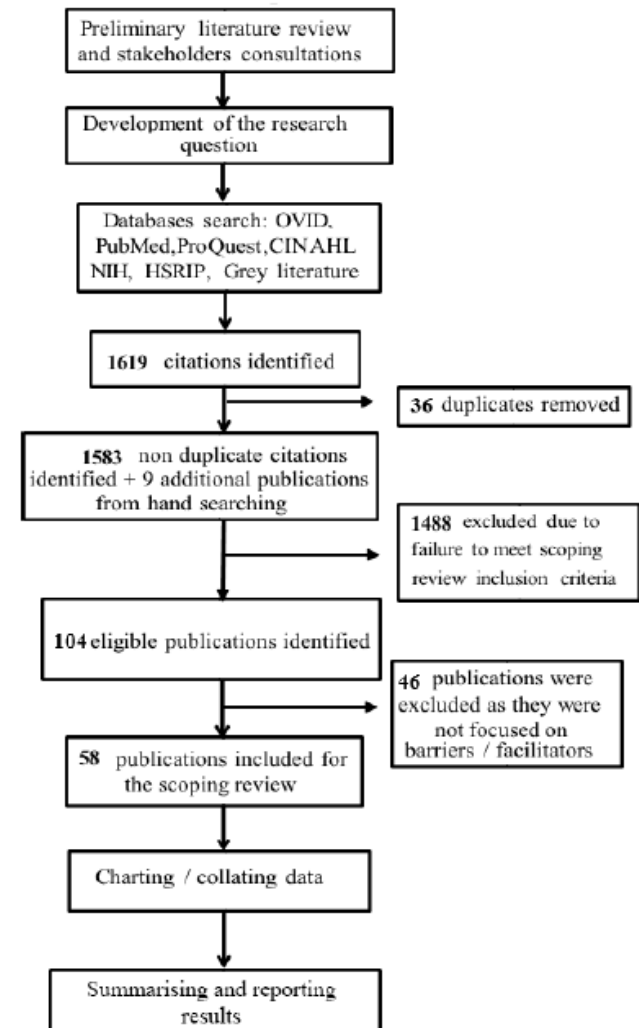 Preliminary literature review
and stakeholders consultations
Development of the research
question
Databases search: OVID,
PubMed,ProQuest,CINAHL
NIH, HSRIP, Grey literature
1619 citations identified
36 duplicates removed
1583 non duplicate citations
identified + 9 additional publications
from hand searching
1488 excluded due to
failure to meet scoping
review inclusion criteria
104 eligible publications identified
46 publications were
excluded as they were
not focused on
barriers / facilitators
58 publications included for
the scoping review
Charting / collating data
Summarising and reporting
results